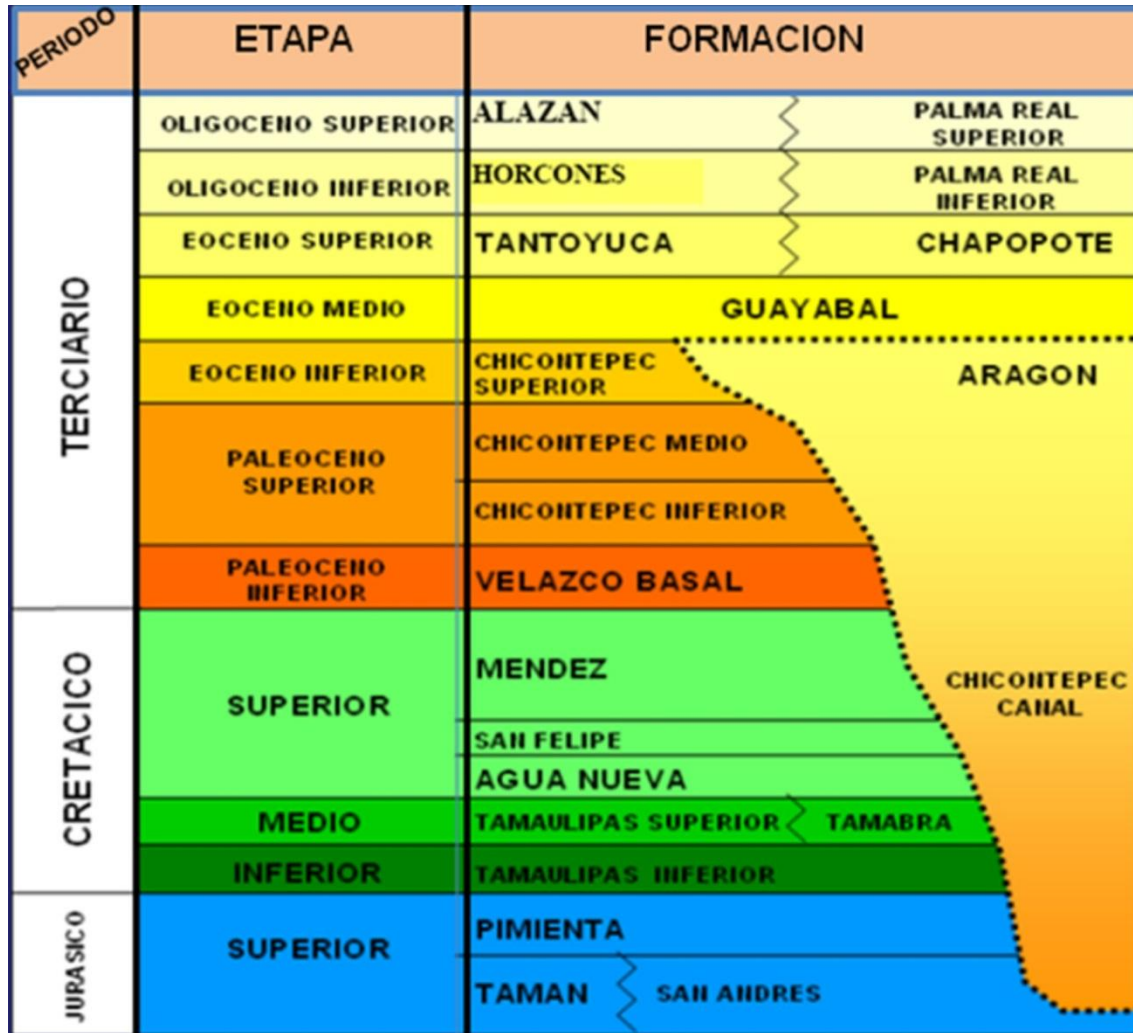 PERIODO
ETAPA
FORMACION
TERCIARIO
OLIGOCENO SUPERIOR
ALAZAN
PALMA REAL
SUPERIOR
OLIGOCENO INFERIOR
HORCONES
PALMA REAL
INFERIOR
EOCENO SUPERIOR
TANTOYUCA
CHAPOPOTE
EOCENO MEDIO
GUAYABAL
EOCENO INFERIOR
CHICONTEPEC
SUPERIOR
ARAGON
PALEOCENO
SUPERIOR
CHICONTEPEC MEDIO
CHICONTEPEC INFERIOR
PALEOCENO
INFERIOR
VELAZCO BASAL
CRETACICO
SUPERIOR
MENDEZ
CHICONTEPEC
CANAL
SAN FELIPE
AGUA NUEVA
MEDIO
TAMAULIPAS SUPERIOR
TAMABRA
INFERIOR
TAMAULIPAS INFERIOR
JURASICO
SUPERIOR
PIMIENTA
TAMAN
SAN ANDRES